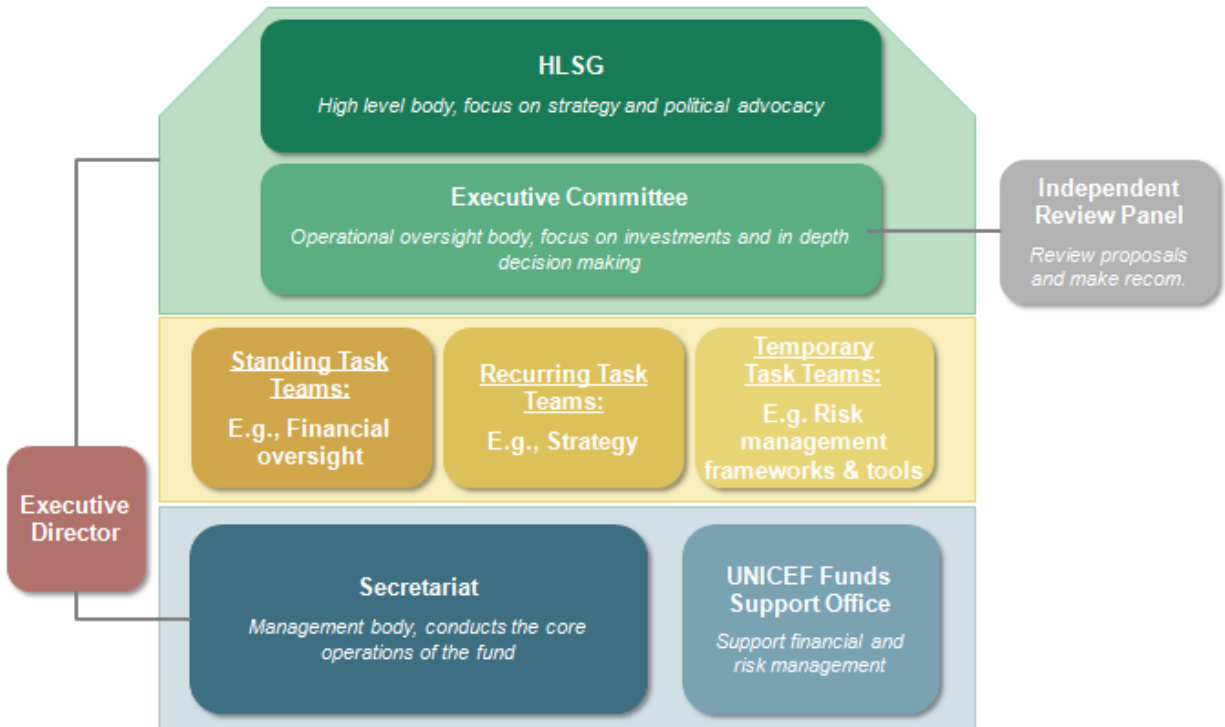 HLSG
High level body, focus on strategy and political advocacy
Executive Committee
Operational oversight body, focus on investments and in depth
decision making
Independent
Review Panel
Review proposals
and make recom.
Standing Task
Teams:
E.g., Financial
oversight
Recurring Task
Teams:
E.g., Strategy
Temporary
Task Teams:
E.g. Risk
management
frameworks & tools
Executive
Director
Secretariat
Management body, conducts the core
operations of the fund
UNICEF Funds
Support Office
Support financial and
risk management